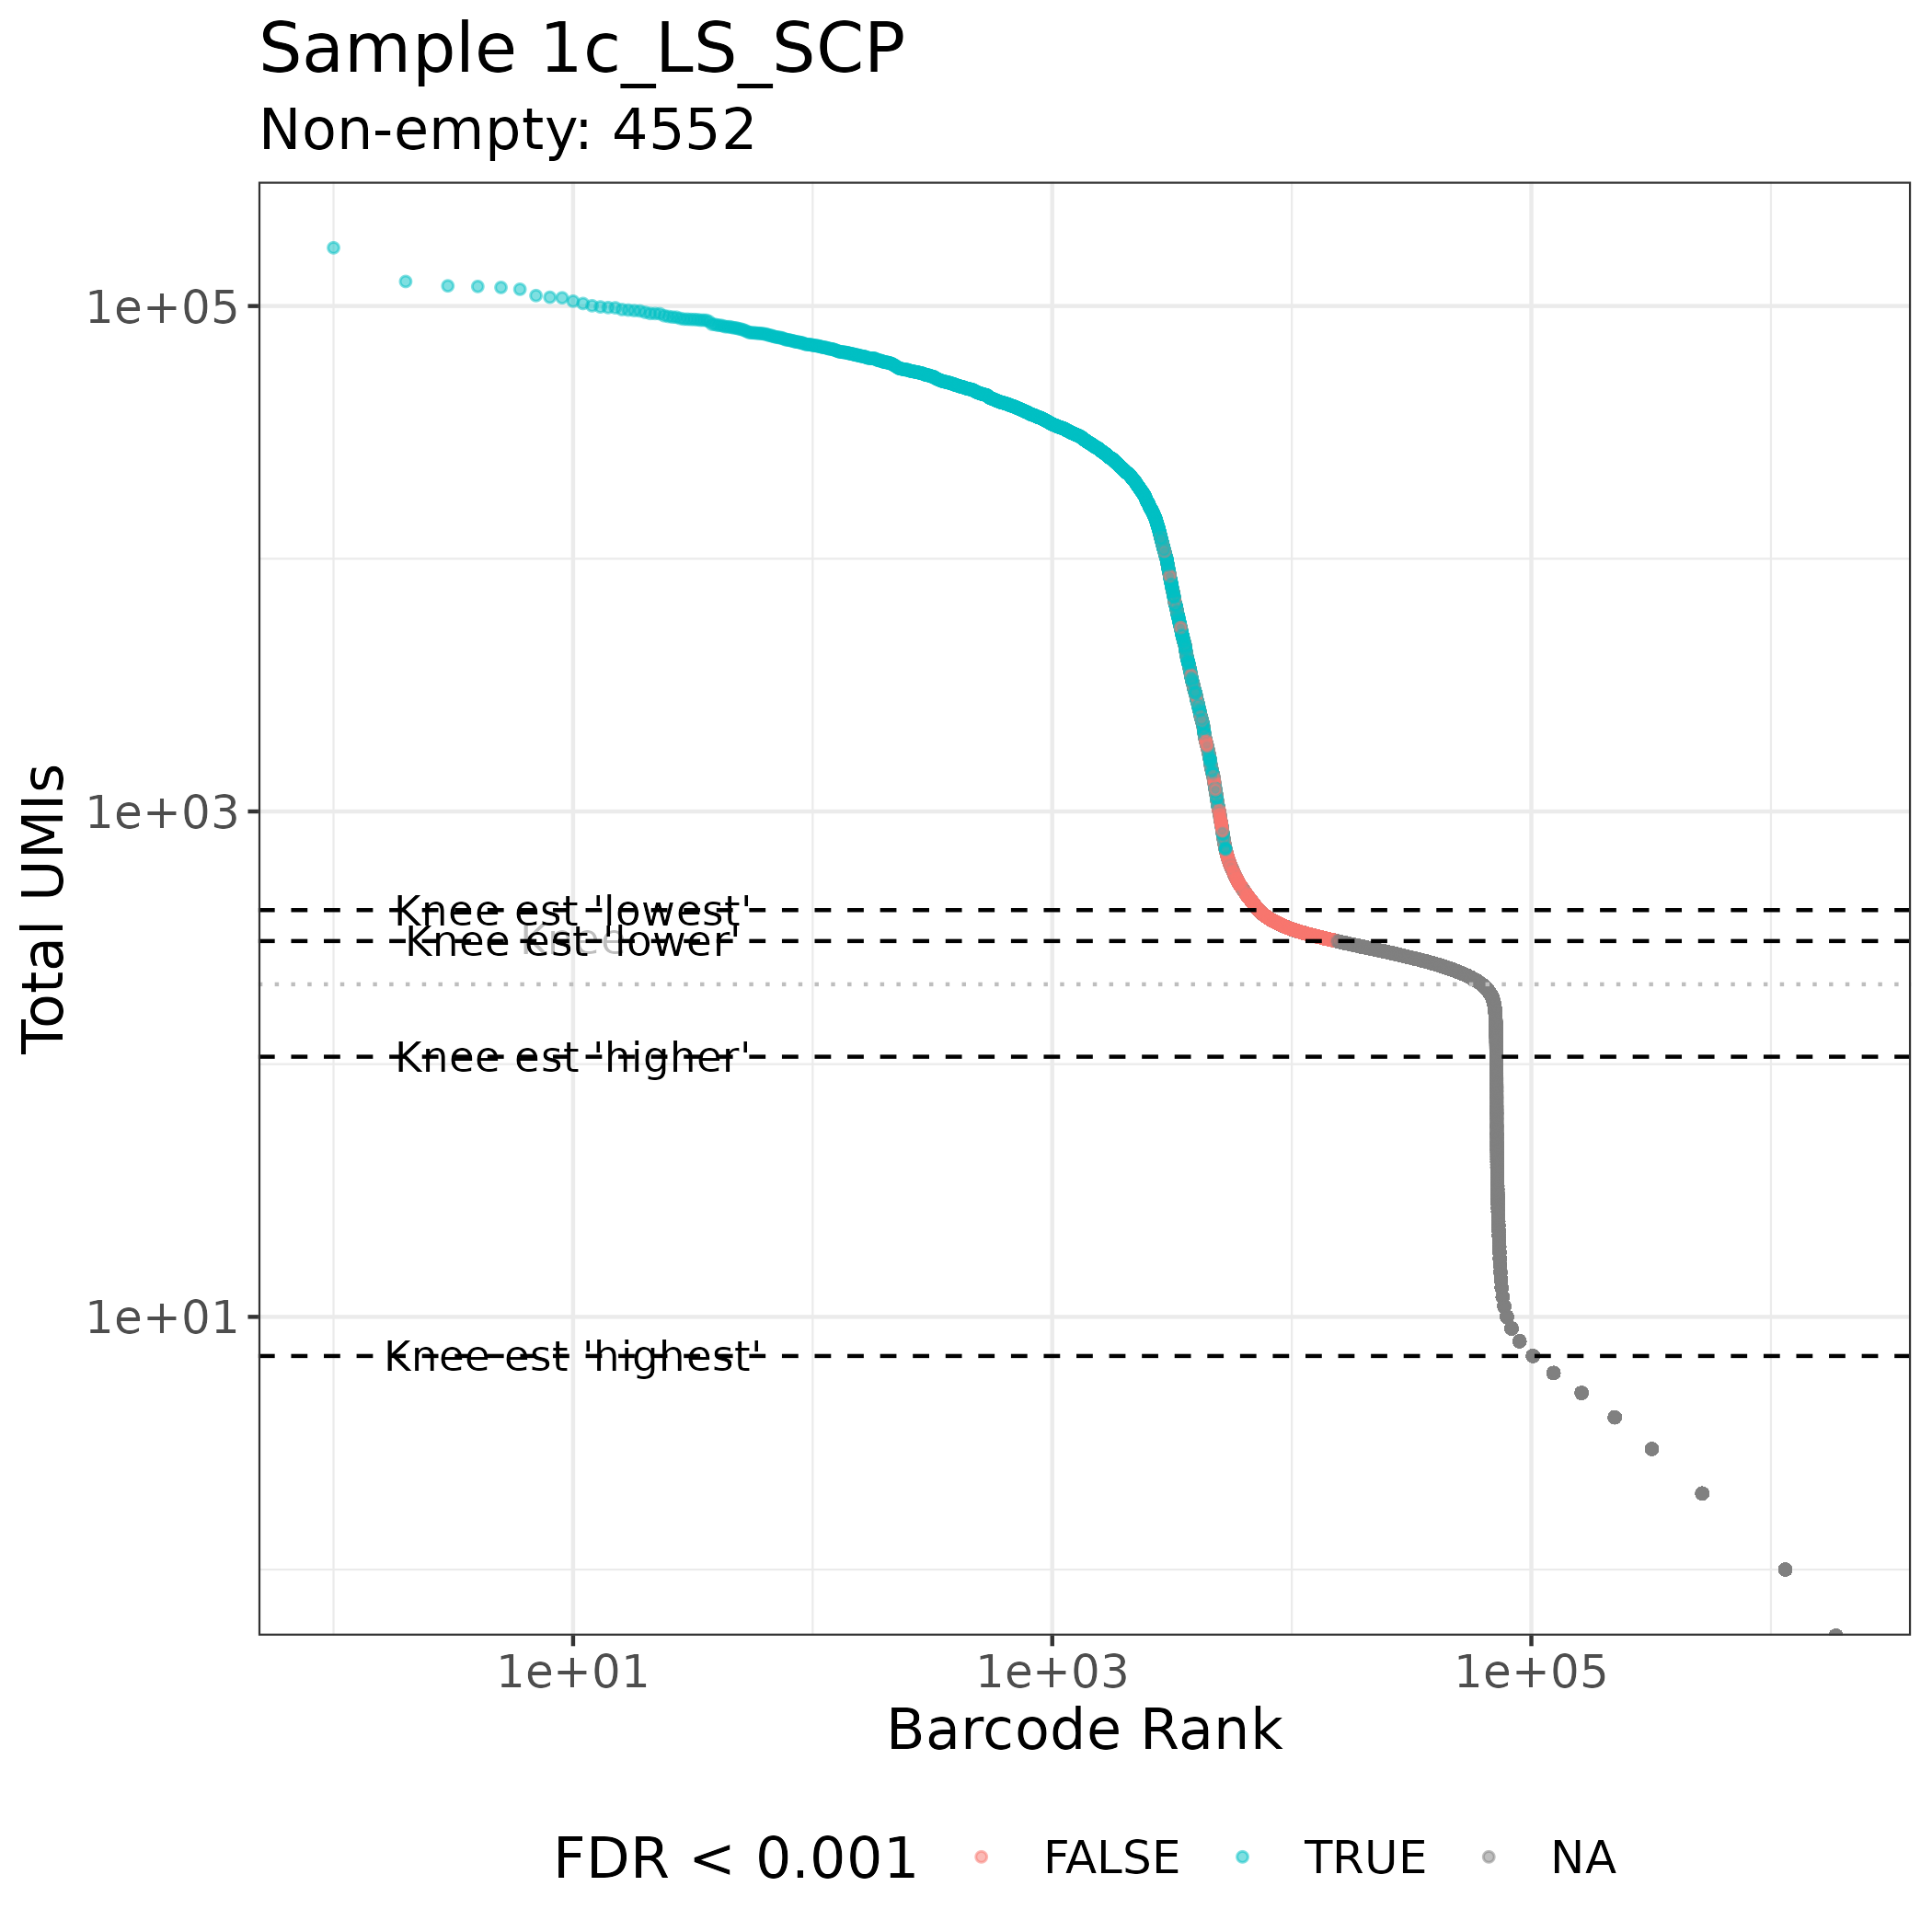 Sample 1c_LS_SCP
Non-empty: 4552
Total UMIs
1e+05
1e+03
Knee est 'lowest'
Knee
Knee est 'lower'
Knee est 'higher'
1e+01
Knee est 'highest'
1e+01 1e+03 1e+05
Barcode Rank
FDR < 0.001 FALSE TRUE NA